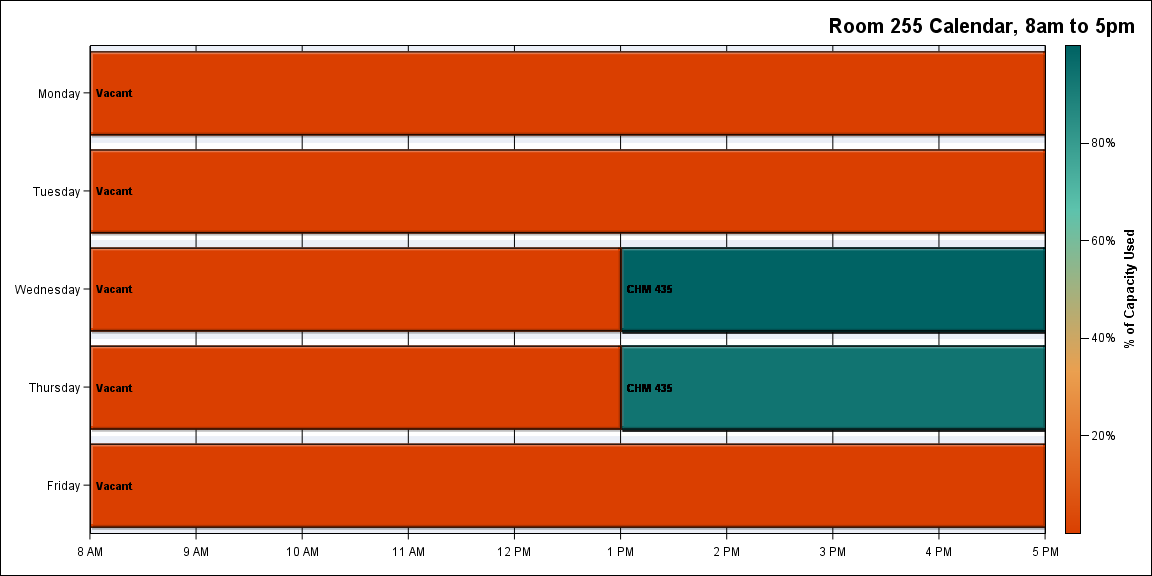 Room 255 Calendar, 8am to 5pm
Monday
Vacant
80%
Tuesday
Vacant
60%
Wednesday
Vacant
CHM 435
% of Capacity Used
40%
Thursday
Vacant
CHM 435
20%
Friday
Vacant
8 AM 9 AM 10 AM 11 AM 12 PM 1 PM 2 PM 3 PM 4 PM 5 PM